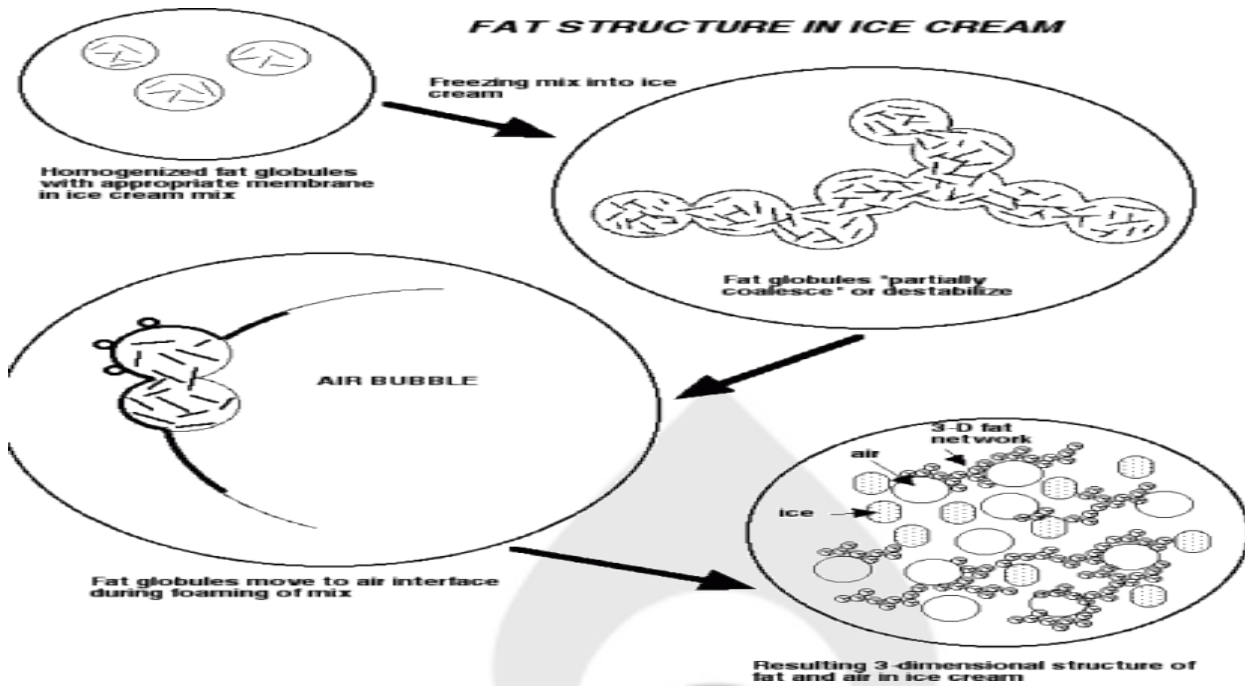 FAT STRUCTURE IN ICE CREAM
Freezing mix into ice
cream
Homogenized fat globules
with appropriate membrane
in ice cream mix
Fat globules "partially
coalesce" or destabilize
AIR BUBBLE
Fat globules move to air interface
during foaming of mix
3-D fat
network
air
ice
Resulting 3-dimensional structure of
fat and air in ice cream